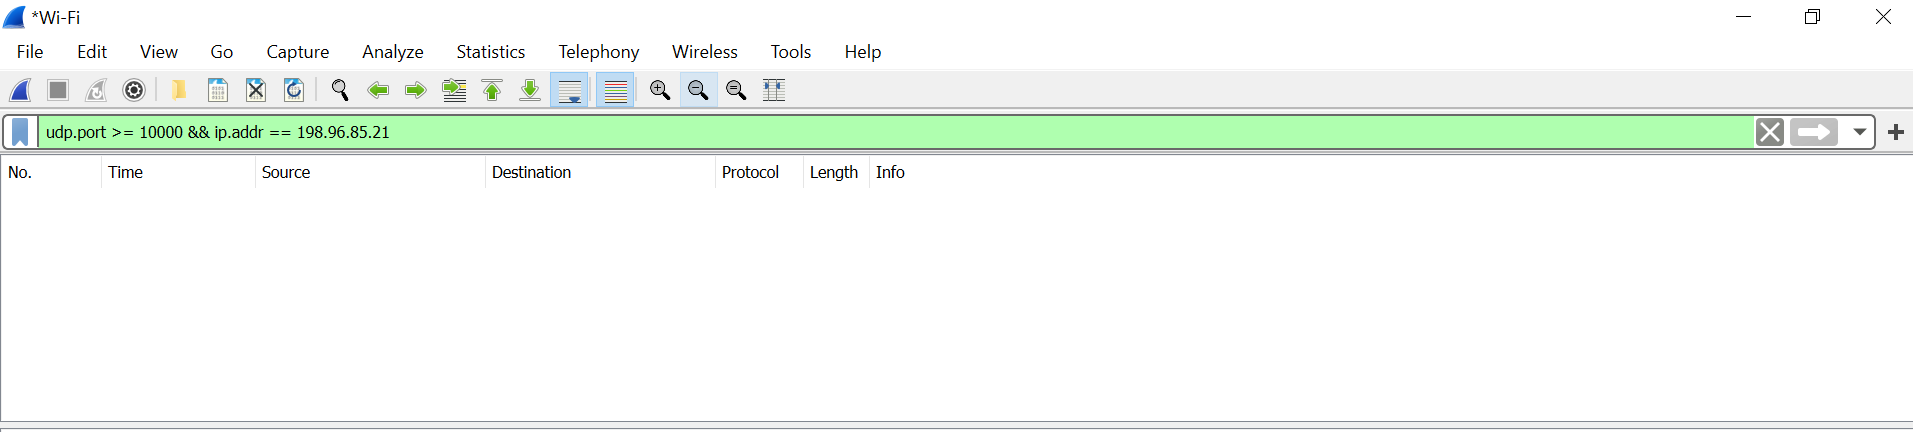 *Wi-Fi
File Edit View Go Capture Analyze Statistics Telephony Wireless Tools Help
udp.port >= 10000 && ip.addr == 198.96.85.21
No. Time Source Destination Protocol Length Info